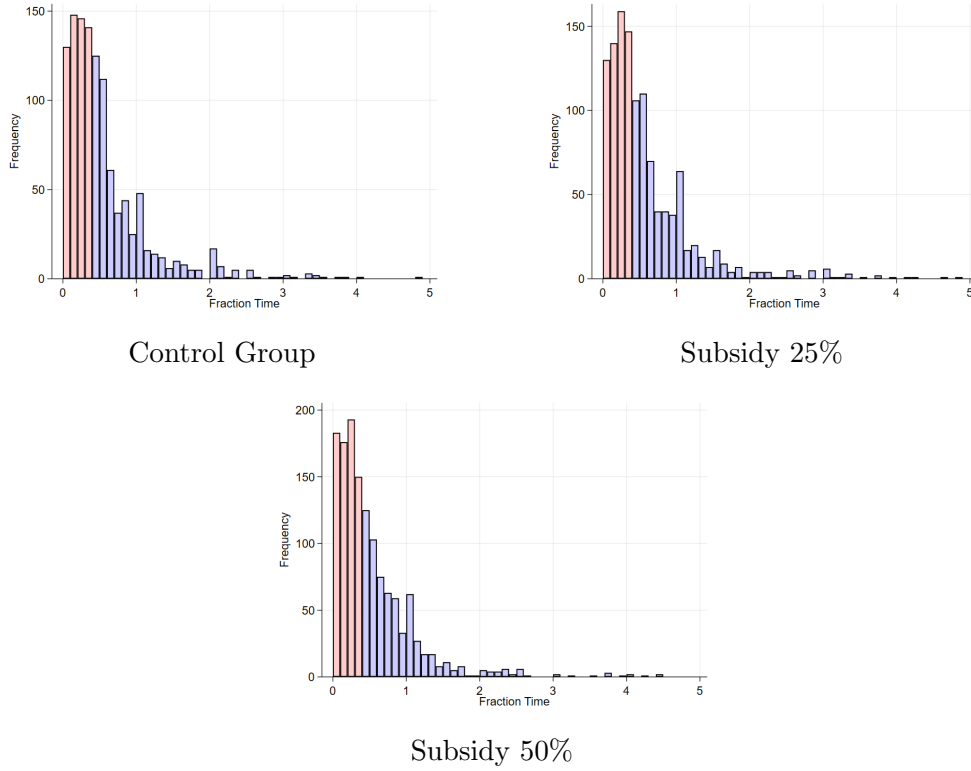 150
100
50
0
Frequency
0 1 2 3 4 5
Fraction Time
Control Group
150
100
50
0
Frequency
0 1 2 3 4 5
Fraction Time
Subsidy 25%
200
150
100
50
0
Frequency
0 1 2 3 4 5
Fraction Time
Subsidy 50%